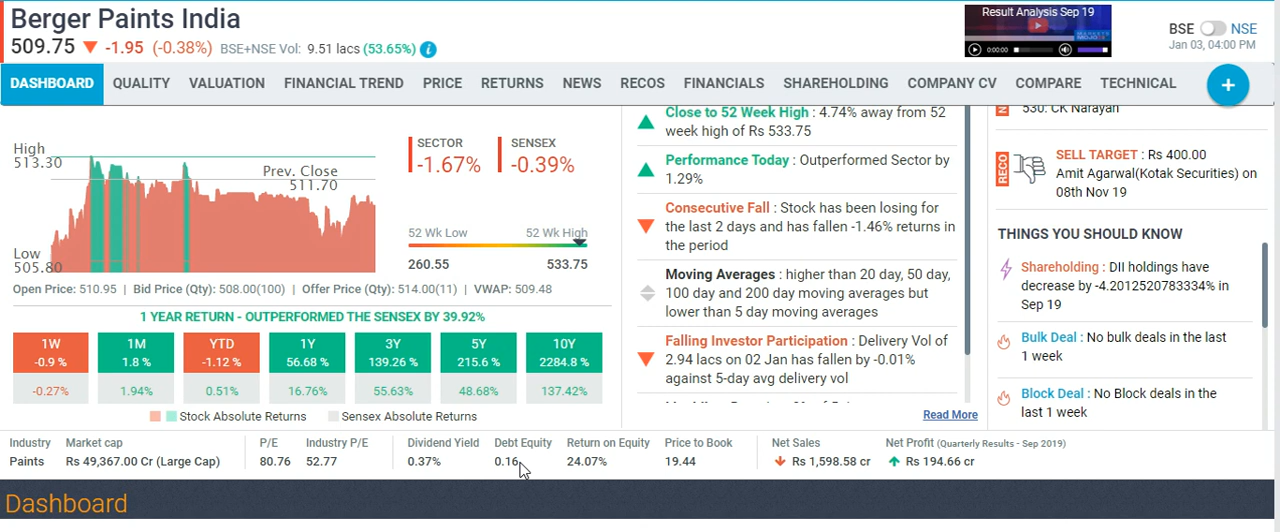 Berger Paints India
509.75 ▼ -1.95 (-0.38%) BSE+NSE Vol: 9.51 lacs (53.65%) i
Result Analysis Sep 19
0:00:00
BSE NSE
Jan 03, 04:00 PM
DASHBOARD QUALITY VALUATION FINANCIAL TREND PRICE RETURNS NEWS RECOS FINANCIALS SHAREHOLDING COMPANY CV COMPARE TECHNICAL +
High
513.30
Prev. Close
511.70
Low
505.80
SECTOR
-1.67%
SENSEX
-0.39%
52 Wk Low 52 Wk High
260.55 533.75
Open Price: 510.95 | Bid Price (Qty): 508.00(100) | Offer Price (Qty): 514.00(11) | VWAP: 509.48
1 YEAR RETURN - OUTPERFORMED THE SENSEX BY 39.92%
1W 1M YTD 1Y 3Y 5Y 10Y
-0.9 % 1.8 % -1.12 % 56.68 % 139.26 % 215.6 % 2284.8 %
-0.27% 1.94% 0.51% 16.76% 55.63% 48.68% 137.42%
Stock Absolute Returns Sensex Absolute Returns
Close to 52 Week High : 4.74% away from 52
week high of Rs 533.75
Performance Today : Outperformed Sector by
1.29%
Consecutive Fall : Stock has been losing for
the last 2 days and has fallen -1.46% returns in
the period
Moving Averages : higher than 20 day, 50 day,
100 day and 200 day moving averages but
lower than 5 day moving averages
Falling Investor Participation : Delivery Vol of
2.94 lacs on 02 Jan has fallen by -0.01%
against 5-day avg delivery vol
Read More
530. CK Narayan
RECO
SELL TARGET : Rs 400.00
Amit Agarwal(Kotak Securities) on
08th Nov 19
THINGS YOU SHOULD KNOW
Shareholding : DII holdings have
decrease by -4.2012520783334% in
Sep 19
Bulk Deal : No bulk deals in the last
1 week
Block Deal : No Block deals in the
last 1 week
Industry Market cap P/E Industry P/E Dividend Yield Debt Equity Return on Equity Price to Book Net Sales Net Profit (Quarterly Results - Sep 2019)
Paints Rs 49,367.00 Cr (Large Cap) 80.76 52.77 0.37% 0.16 24.07% 19.44 Rs 1,598.58 cr Rs 194.66 cr
Dashboard